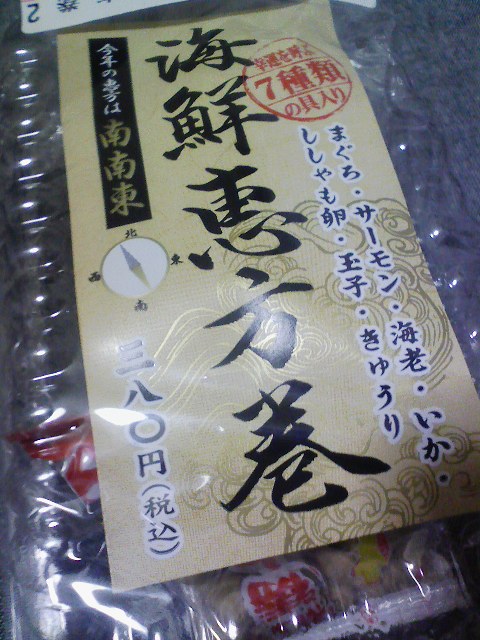 海鮮恵方巻
幸運を呼ぶ
7種類
の具入り
まぐろ・サーモン・海老・いか・
ししゃも卵・玉子・きゅうり
今年の恵方は
南南東
北
東
南
西
三八〇円(税込)
2